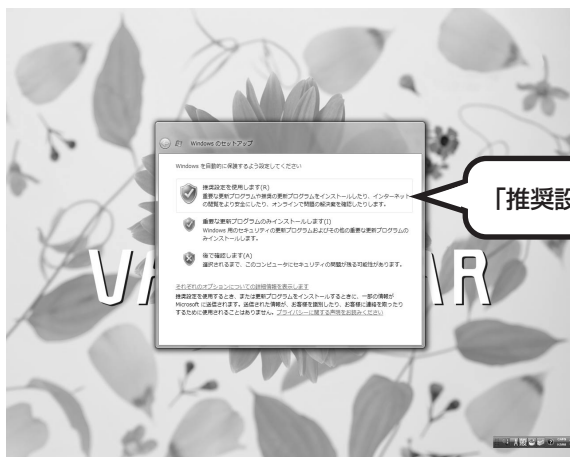 Windows のセットアップ
Windows を自動的に保護するよう設定してください
推奨設定を使用します(R)
重要な更新プログラムや推奨の更新プログラムをインストールしたり、インターネット
の閲覧をより安全にしたり、オンラインで問題の解決策を確認したりします。
重要な更新プログラムのみインストールします(I)
Windows 用のセキュリティの更新プログラムおよびその他の重要な更新プログラムの
みインストールします。
後で確認します(A)
選択されるまで、このコンピュータにセキュリティの問題が残る可能性があります。
それぞれのオプションについての詳細情報を表示します
推奨設定を使用するとき、または更新プログラムをインストールするときに、一部の情報が
Microsoft に送信されます。送信された情報が、お客様を識別したり、お客様に連絡を取ったり
するために使用されることはありません。プライバシーに関する声明をお読みください
「推奨設